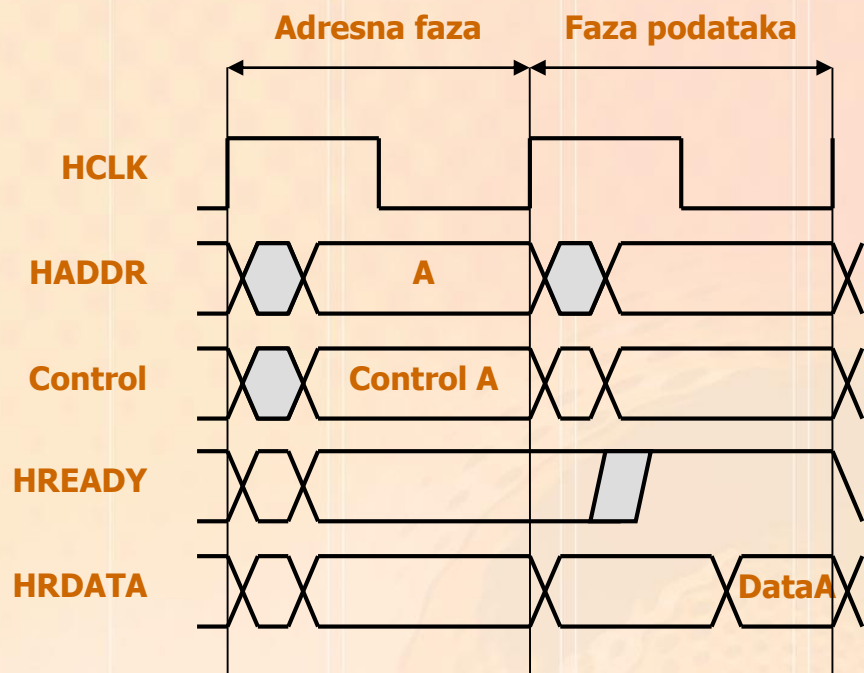 Adresna faza Faza podataka
HCLK
HADDR A
Control Control A
HREADY
HRDATA DataA